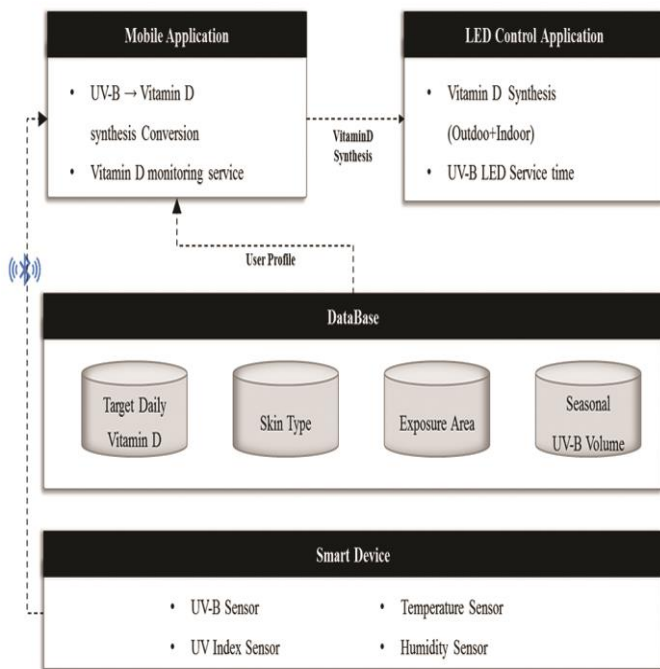 Mobile Application
• UV-B → Vitamin D
synthesis Conversion
• Vitamin D monitoring service
VitaminD
Synthesis
LED Control Application
• Vitamin D Synthesis
(Outdoo+Indoor)
• UV-B LED Service time
User Profile
DataBase
Target Daily
Vitamin D
Skin Type
Exposure Area
Seasonal
UV-B Volume
Smart Device
• UV-B Sensor
• UV Index Sensor
• Temperature Sensor
• Humidity Sensor